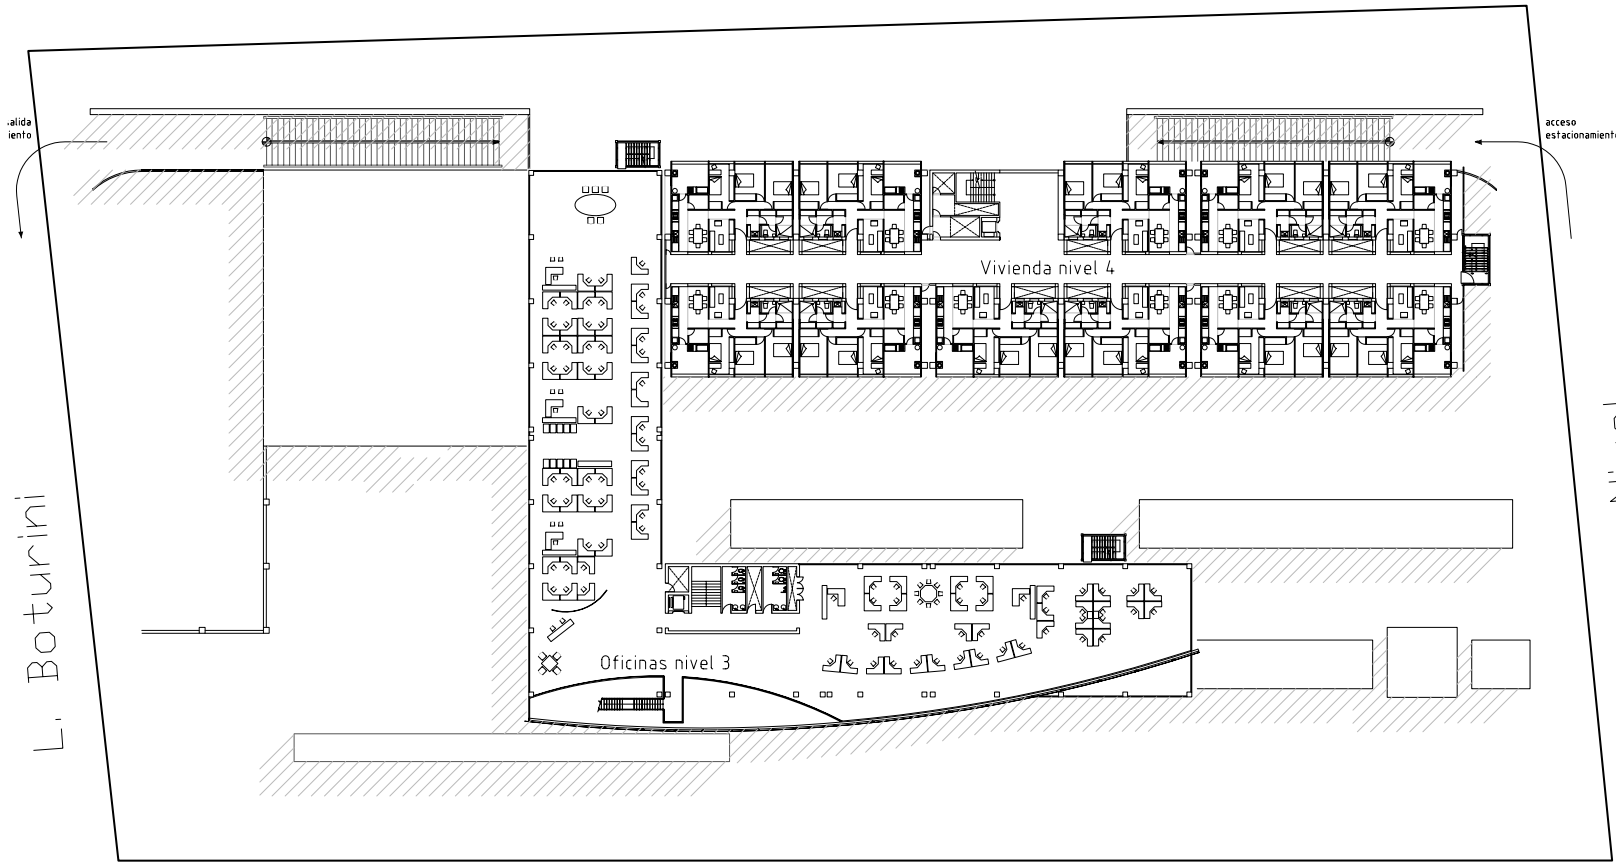 alida
iento
acceso
estacionamiento
Vivienda nivel 4
L. Boturini
Oficinas nivel 3